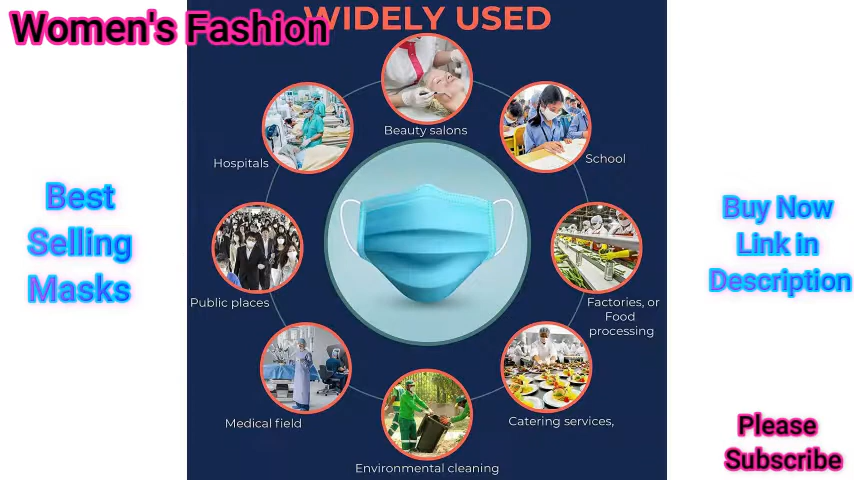 WIDELY USED
Women's Fashion
Beauty salons
Hospitals
School
Best
Selling
Masks
Buy Now
Link in
Description
Public places
Factories, or
Food
processing
Medical field
Catering services,
Environmental cleaning
Please
Subscribe